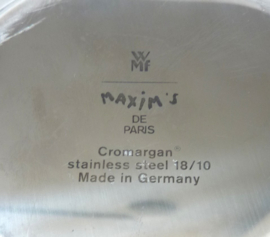 WMF
MAXIM'S
DE
PARIS
Cromargan®
stainless steel 18/10
Made in Germany